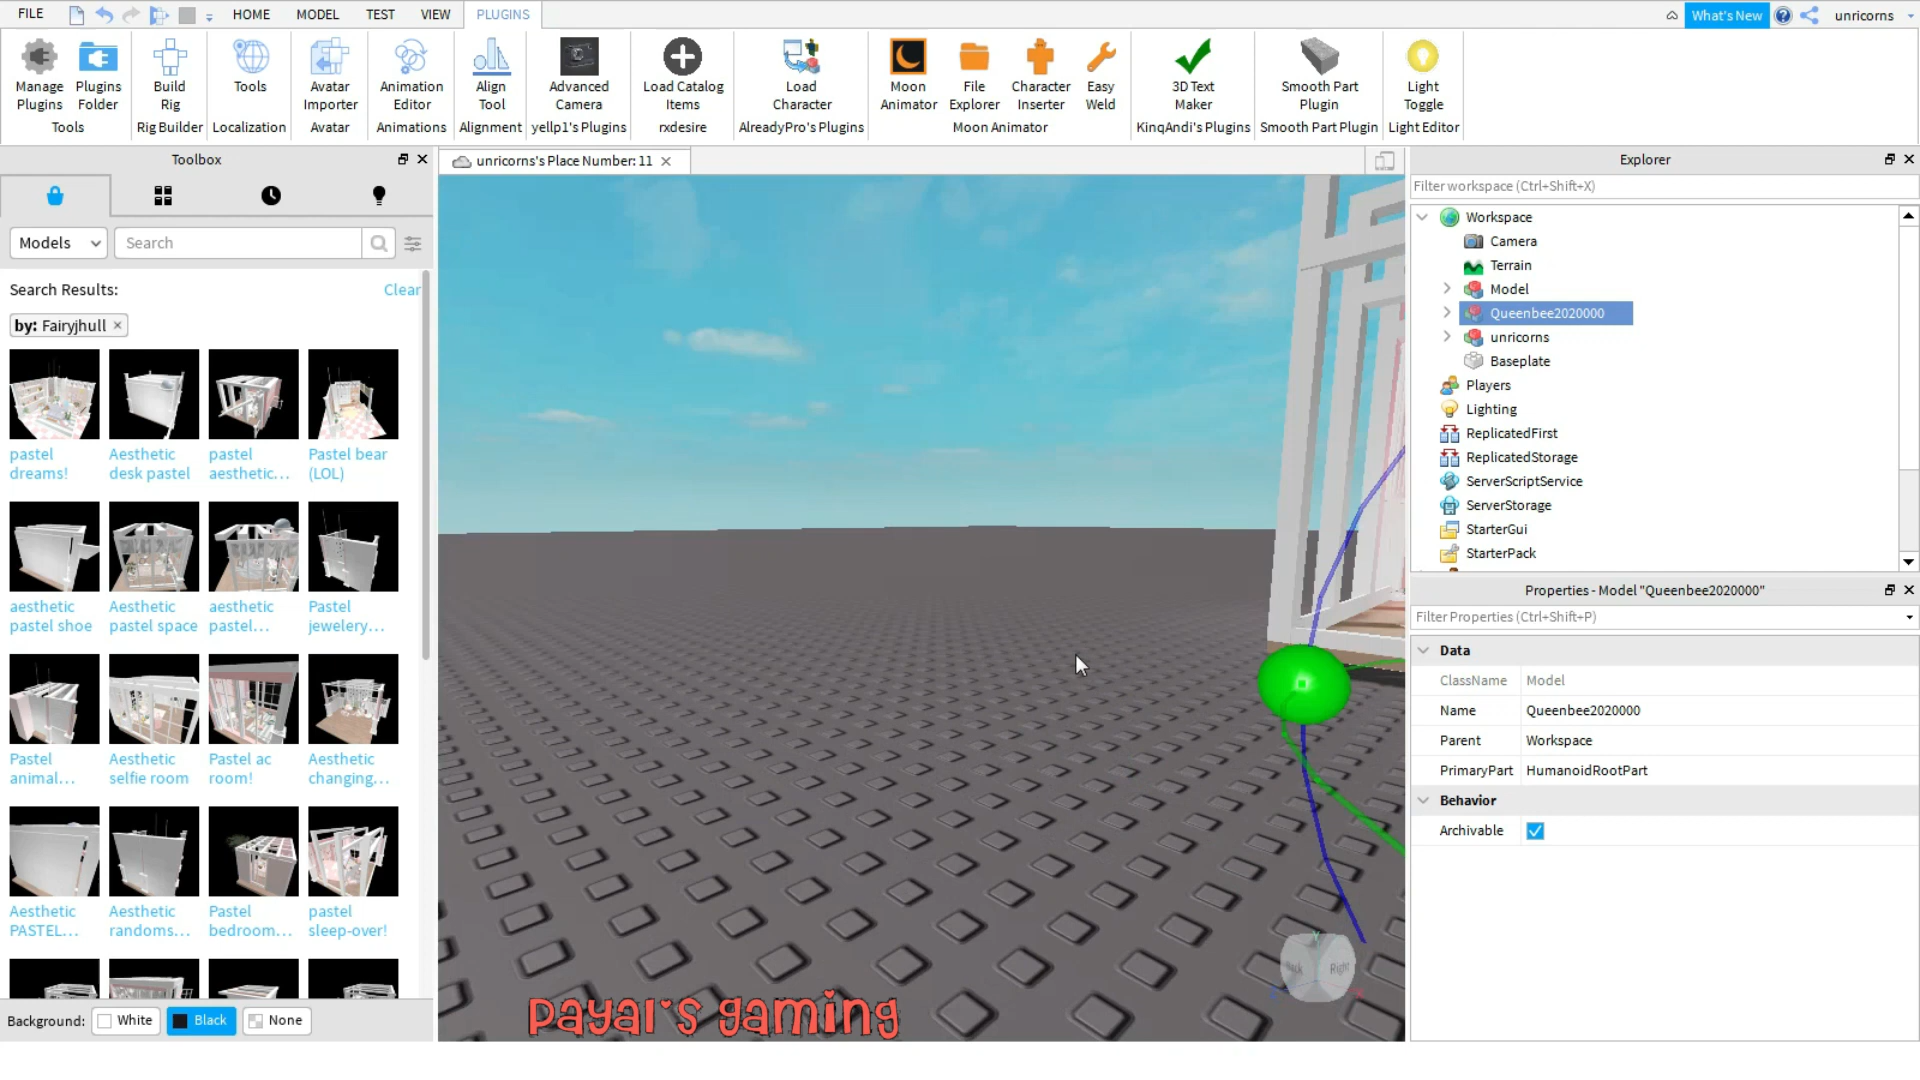 FILE HOME MODEL TEST VIEW PLUGINS What's New unricorns
Manage Plugins
Plugins Folder
Tools
Build Rig
Rig Builder
Tools
Localization
Avatar Importer
Avatar
Animation Editor
Animations
Align Tool
Alignment
Advanced Camera
yellp1's Plugins
Load Catalog Items
rxdesire
Load Character
AlreadyPro's Plugins
Moon Animator
File Explorer
Character Inserter
Easy Weld
Moon Animator
3D Text Maker
KinqAndi's Plugins
Smooth Part Plugin
Smooth Part Plugin
Light Toggle
Light Editor
Toolbox
Models
Search
Search Results:
Clear
by: Fairyjhull ×
pastel dreams!
Aesthetic desk pastel
pastel aesthetic...
Pastel bear (LOL)
aesthetic pastel shoe
Aesthetic pastel space
aesthetic pastel...
Pastel jewelery...
Pastel animal...
Aesthetic selfie room
Pastel ac room!
Aesthetic changing...
Aesthetic PASTEL...
Aesthetic randoms...
Pastel bedroom...
pastel sleep-over!
Background: White Black None
unricorns's Place Number: 11
Back
Right
Payal's gaming
Explorer
Filter workspace (Ctrl+Shift+X)
Workspace
Camera
Terrain
Model
Queenbee2020000
unricorns
Baseplate
Players
Lighting
ReplicatedFirst
ReplicatedStorage
ServerScriptService
ServerStorage
StarterGui
StarterPack
Properties - Model "Queenbee2020000"
Filter Properties (Ctrl+Shift+P)
Data
ClassName Model
Name Queenbee2020000
Parent Workspace
PrimaryPart HumanoidRootPart
Behavior
Archivable